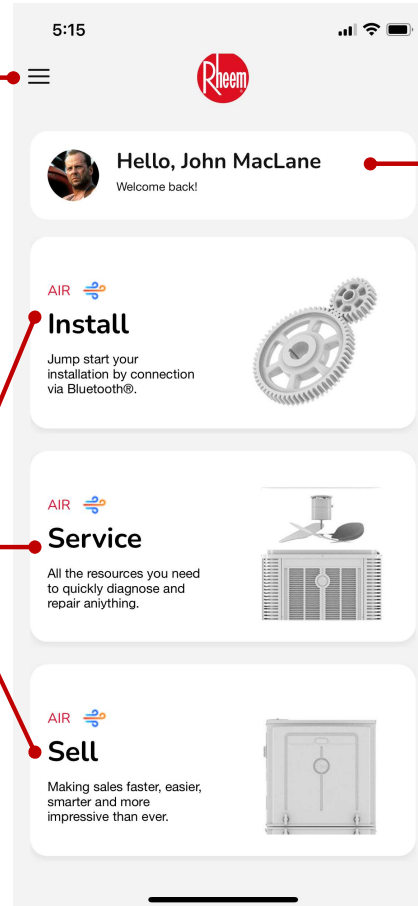 5:15
Rheem
Hello, John MacLane
Welcome back!
AIR
Install
Jump start your
installation by connection
via Bluetooth®.
AIR
Service
All the resources you need
to quickly diagnose and
repair aniything.
AIR
Sell
Making sales faster, easier,
smarter and more
impressive than ever.